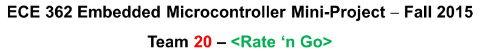 ECE 362 Embedded Microcontroller Mini-Project – Fall 2015
Team 20 – <Rate ‘n Go>